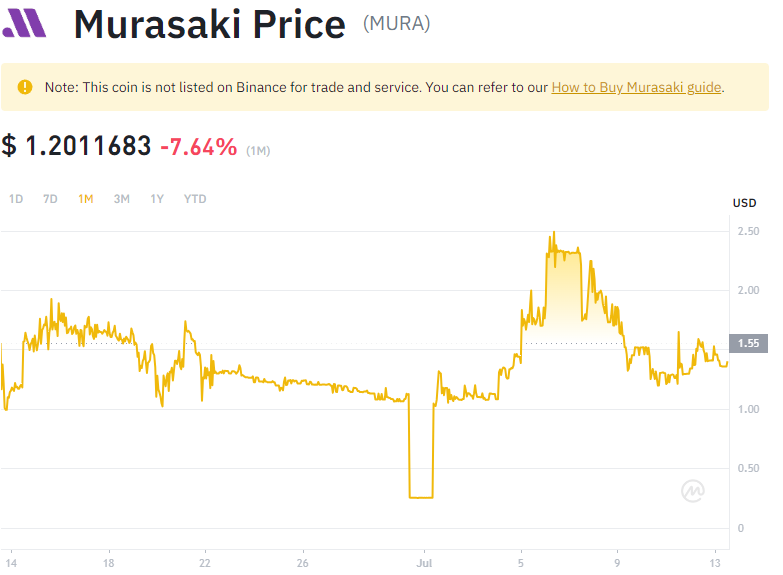 Murasaki Price (MURA)
Note: This coin is not listed on Binance for trade and service. You can refer to our How to Buy Murasaki guide.
$ 1.2011683 -7.64% (1M)
1D 7D 1M 3M 1Y YTD
USD
2.50
2.00
1.55
1.00
0.50
0
14 18 22 26 Jul 5 9 13